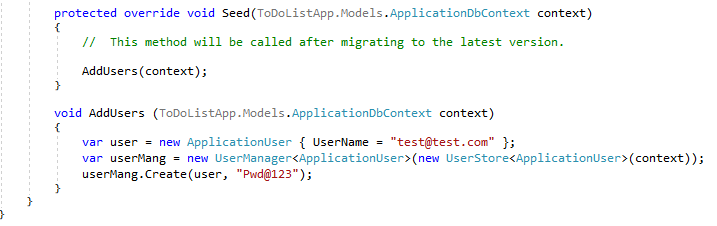 protected override void Seed(ToDoListApp.Models.ApplicationDbContext context)
{
//  This method will be called after migrating to the latest version.
AddUsers(context);
}
void AddUsers (ToDoListApp.Models.ApplicationDbContext context)
{
var user = new ApplicationUser { UserName = "test@test.com" };
var userMang = new UserManager<ApplicationUser>(new UserStore<ApplicationUser>(context));
userMang.Create(user, "Pwd@123");
}
}
}